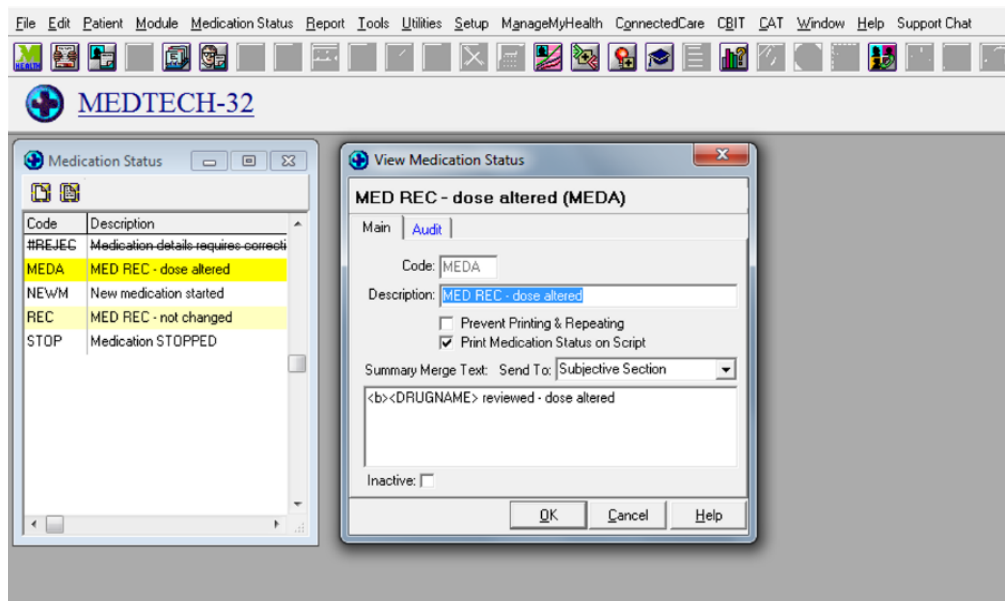 File Edit Patient Module Medication Status Report Tools Utilities Setup ManageMyHealth ConnectedCare CBIT CAT Window Help Support Chat
HEALTH
MEDTECH-32
Medication Status
Code Description
#REJEC Medication details requires correcti
MEDA MED REC - dose altered
NEWM New medication started
REC MED REC - not changed
STOP Medication STOPPED
View Medication Status
MED REC - dose altered (MEDA)
Main Audit
Code: MEDA
Description: MED REC - dose altered
Prevent Printing & Repeating
Print Medication Status on Script
Summary Merge Text: Send To: Subjective Section
<b><DRUGNAME> reviewed - dose altered
Inactive:
OK Cancel Help